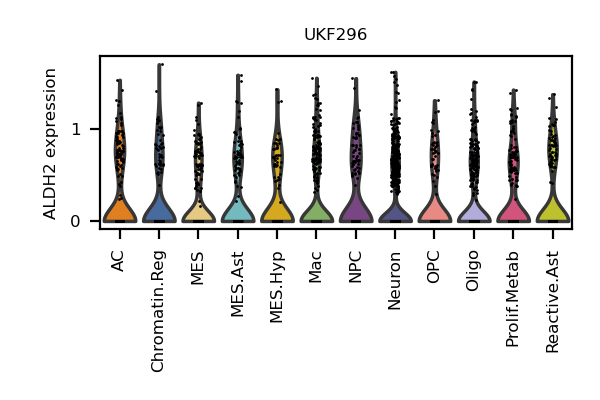 UKF296
ALDH2 expression
1
0
AC
Chromatin.Reg
MES
MES.Ast
MES.Hyp
Mac
NPC
Neuron
OPC
Oligo
Prolif.Metab
Reactive.Ast